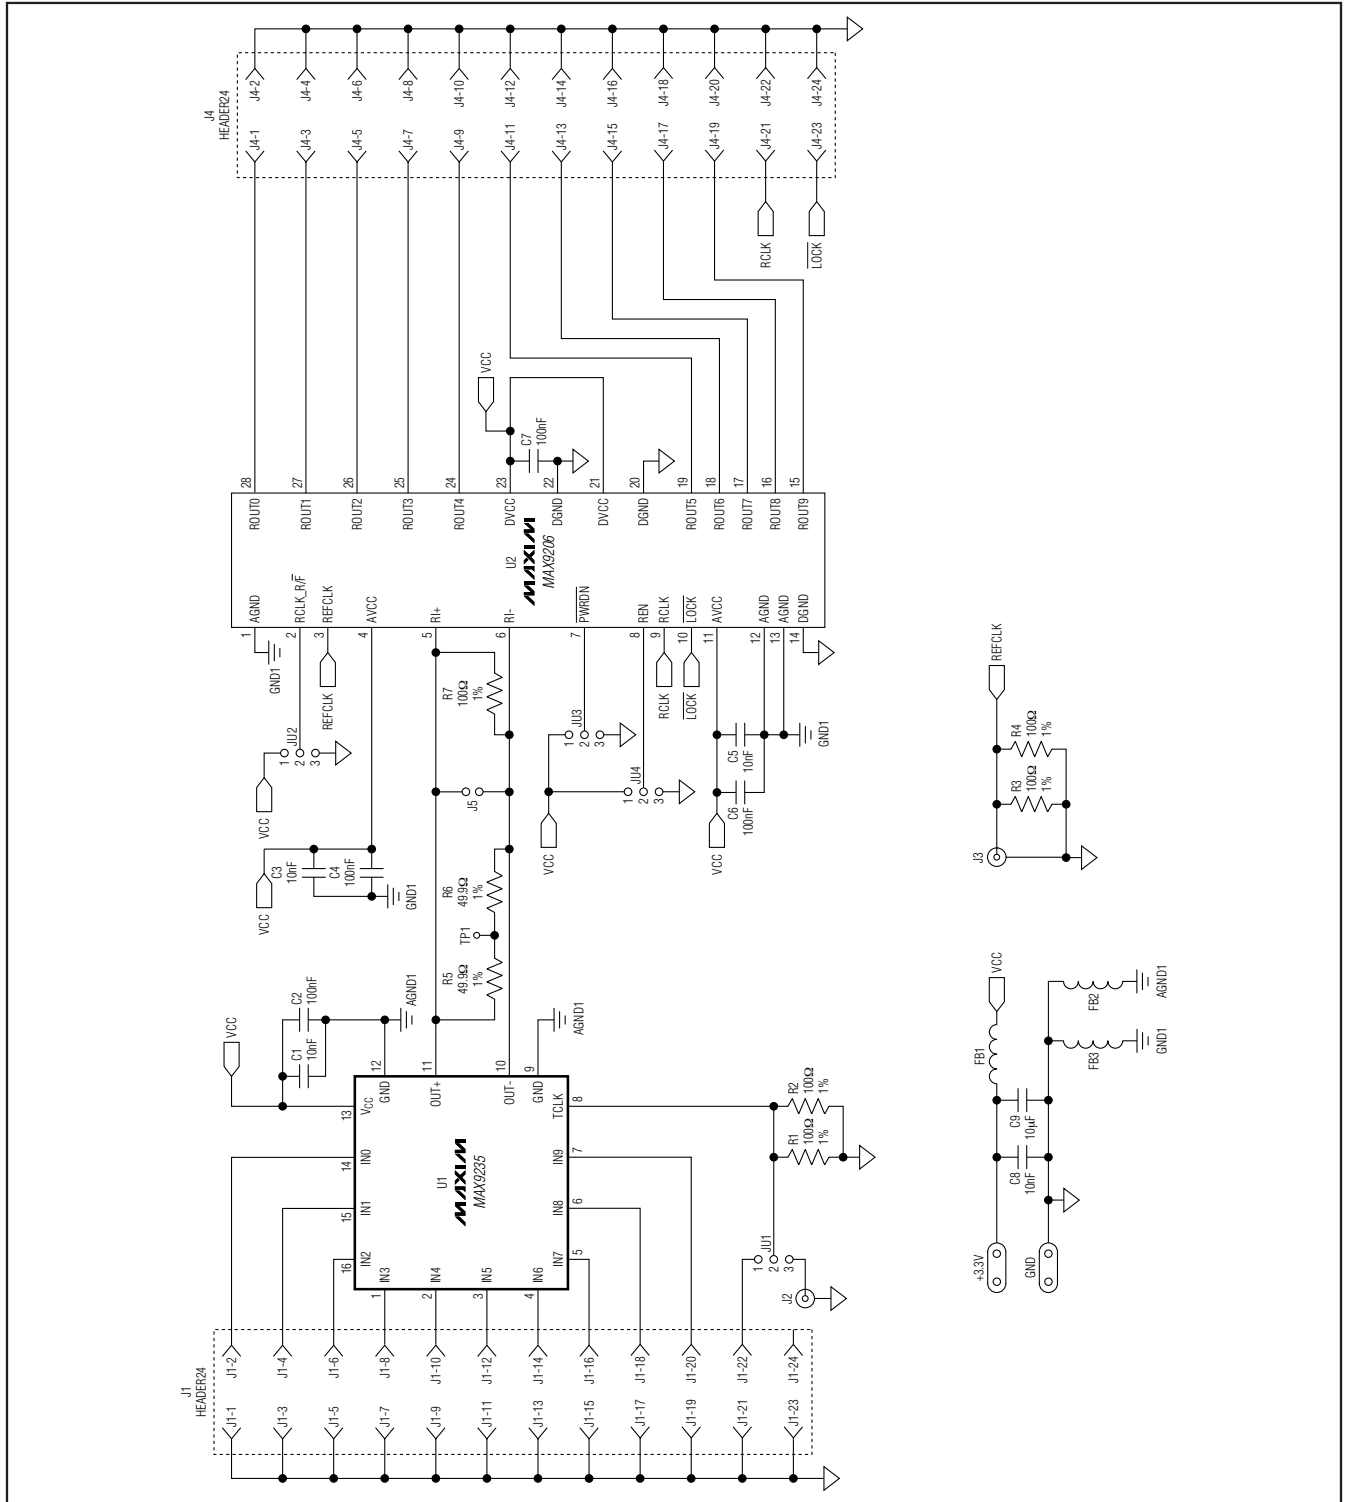 J4
HEADER24
J4-1
J4-2
J4-3
J4-4
J4-5
J4-6
J4-7
J4-8
J4-9
J4-10
J4-11
J4-12
J4-13
J4-14
J4-15
J4-16
J4-17
J4-18
J4-19
J4-20
J4-21
J4-22
J4-23
J4-24
RCLK
LOCK
VCC
C7
100nF
28
27
26
25
24
23
22
21
20
19
18
17
16
15
ROUT0
ROUT1
ROUT2
ROUT3
ROUT4
DVCC
DGND
DVCC
DGND
ROUT5
ROUT6
ROUT7
ROUT8
ROUT9
U2
MAXIM
MAX9206
AGND
RCLK_R/F
REFCLK
AVCC
RI+
RI-
PWRDN
REN
RCLK
LOCK
AVCC
AGND
AGND
DGND
1
2
3
4
5
6
7
8
9
10
11
12
13
14
GND1
REFCLK
JU2
1
2
3
VCC
VCC
C3
10nF
C4
100nF
GND1
R7
100Ω
1%
J5
R6
49.9Ω
1%
TP1
R5
49.9Ω
1%
JU3
1
2
3
JU4
1
2
3
VCC
RCLK
LOCK
C5
10nF
C6
100nF
VCC
GND1
VCC
C2
100nF
C1
10nF
AGND1
AGND1
13
12
11
10
9
VCC
GND
OUT+
OUT-
GND
TCLK
8
14
IN0
15
IN1
16
IN2
U1
MAXIM
MAX9235
IN9
7
IN8
6
IN7
5
IN3
IN4
IN5
IN6
1
2
3
4
R2
100Ω
1%
R1
100Ω
1%
JU1
1
2
3
J2
J1
HEADER24
J1-1
J1-2
J1-3
J1-4
J1-5
J1-6
J1-7
J1-8
J1-9
J1-10
J1-11
J1-12
J1-13
J1-14
J1-15
J1-16
J1-17
J1-18
J1-19
J1-20
J1-21
J1-22
J1-23
J1-24
REFCLK
R4
100Ω
1%
R3
100Ω
1%
J3
VCC
FB1
FB2
AGND1
FB3
GND1
C9
10μF
C8
10nF
+3.3V
GND